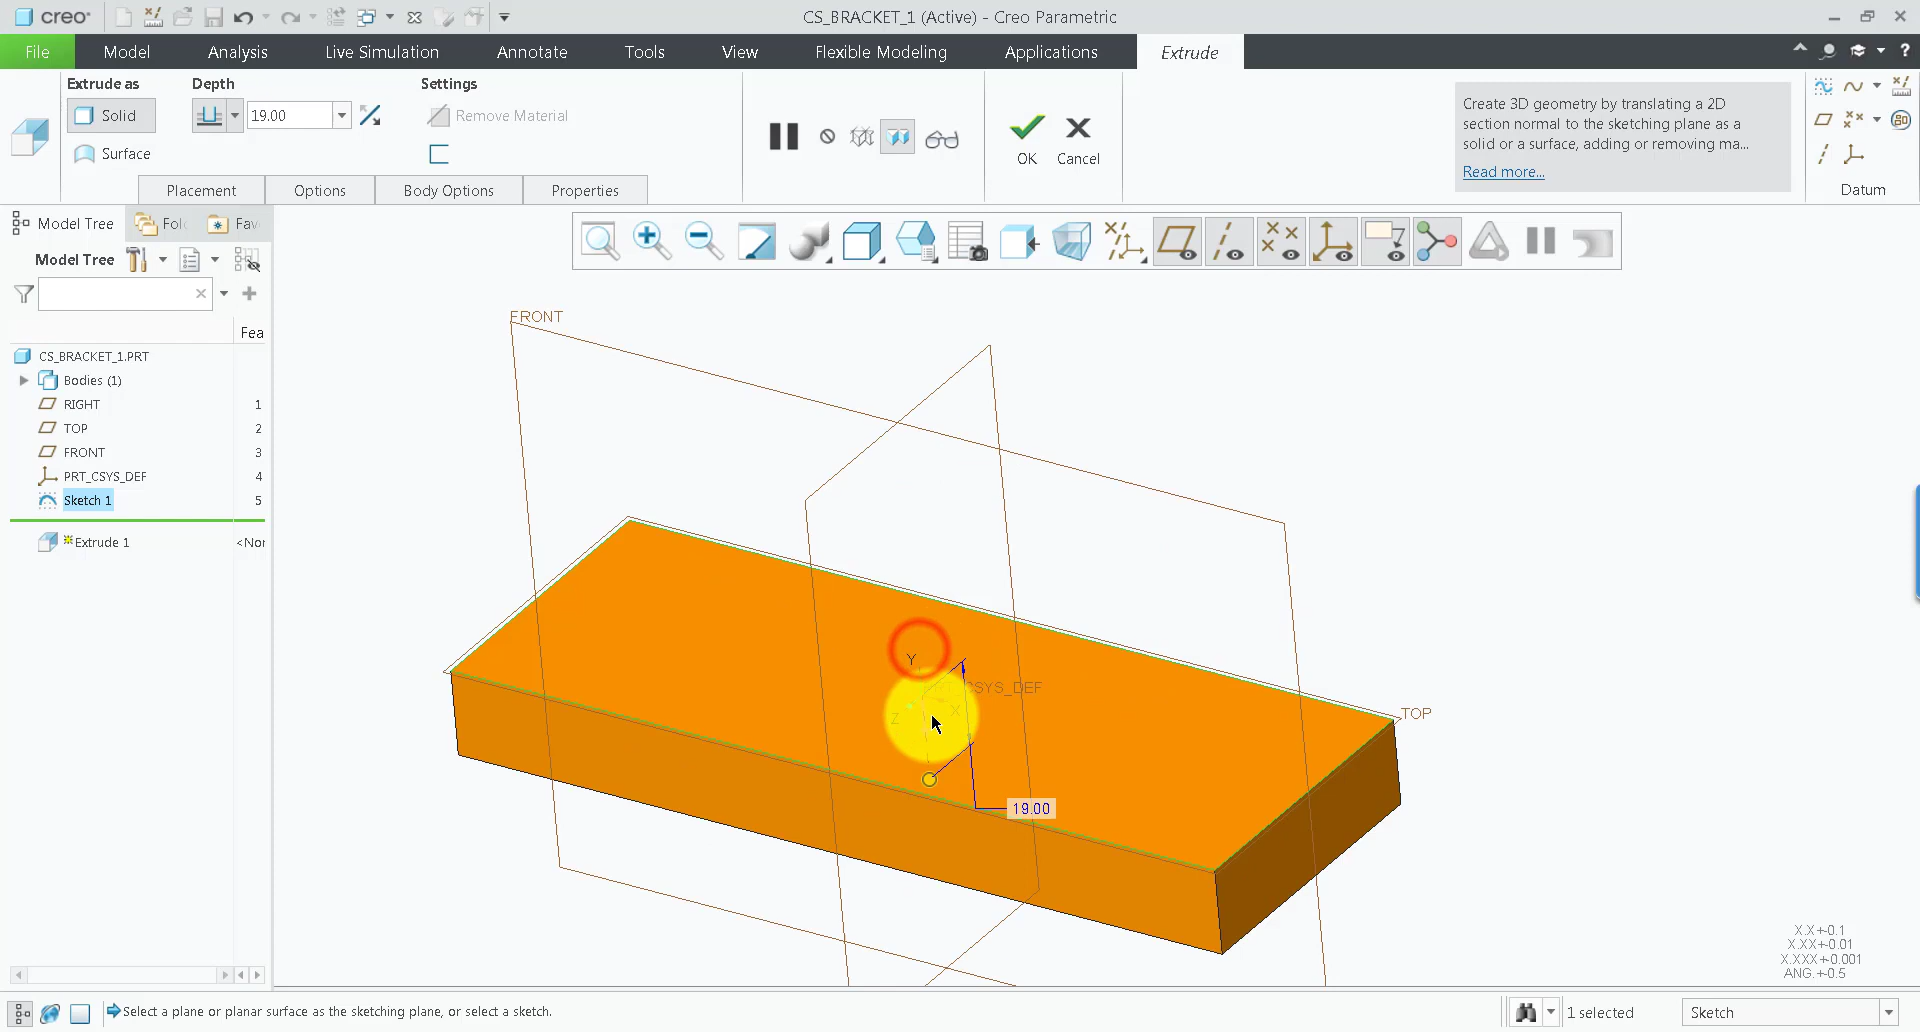 creo
CS_BRACKET_1 (Active) - Creo Parametric
File
Model
Analysis
Live Simulation
Annotate
Tools
View
Flexible Modeling
Applications
Extrude
?
Extrude as
Depth
Settings
Solid
19.00
Remove Material
Surface
OK
Cancel
Create 3D geometry by translating a 2D
section normal to the sketching plane as a
solid or a surface, adding or removing ma...
Read more...
Datum
Placement
Options
Body Options
Properties
Model Tree
Fol
Fav
Model Tree
Fea
CS_BRACKET_1.PRT
Bodies (1)
RIGHT 1
TOP 2
FRONT 3
PRT_CSYS_DEF 4
Sketch 1 5
Extrude 1 <Nor
FRONT
Y
CSYS_DEF
X
Z
TOP
19.00
X.X+-0.1
X.XX+-0.01
X.XXX+-0.001
ANG.+-0.5
Select a plane or planar surface as the sketching plane, or select a sketch.
1 selected
Sketch